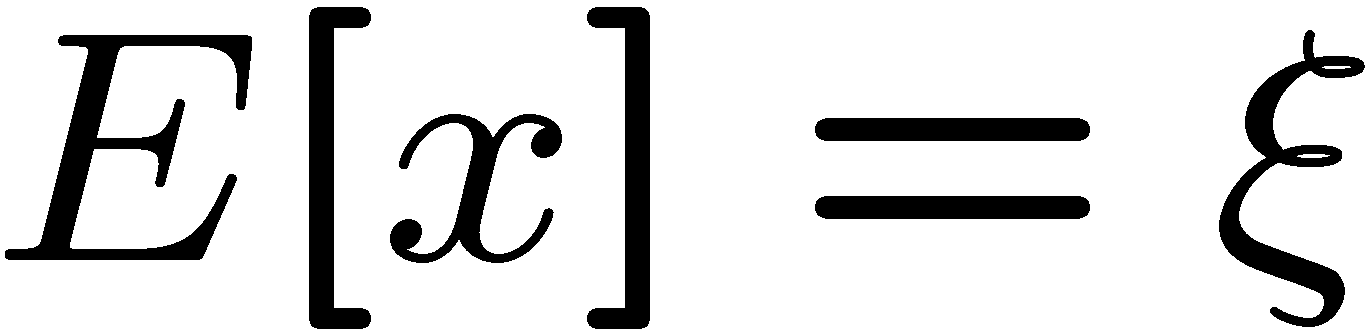 E[x] = ξ